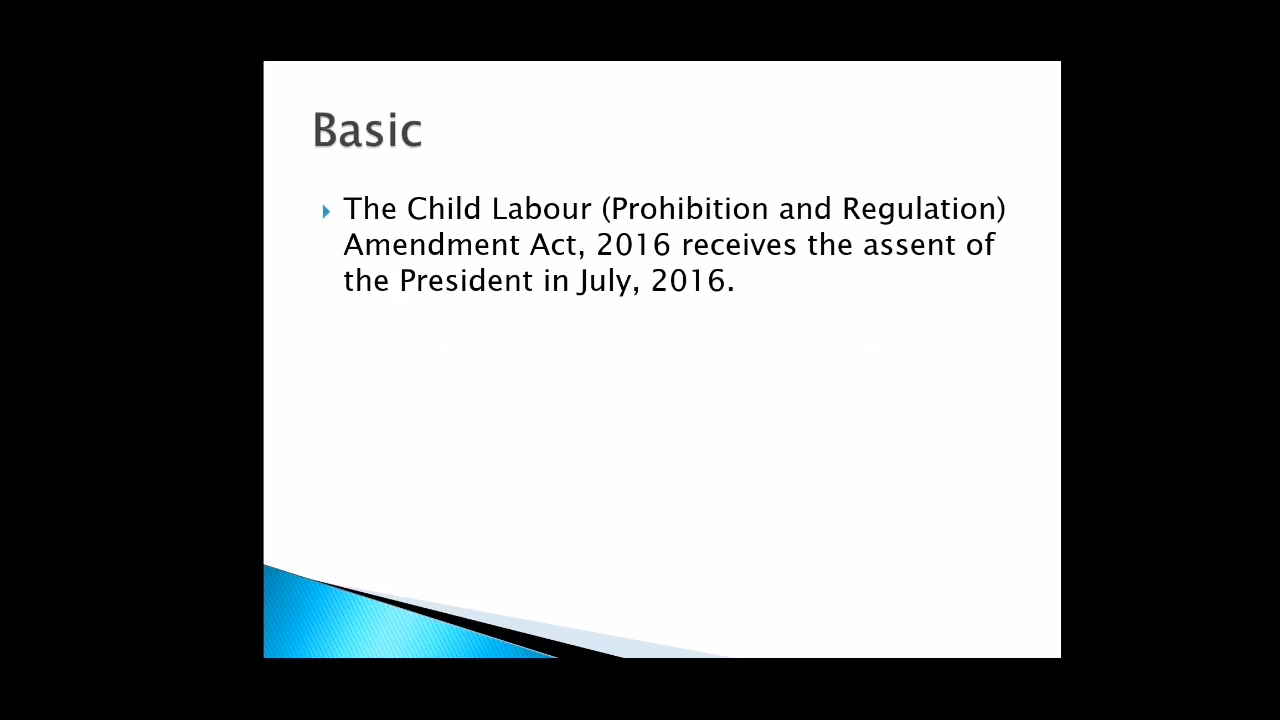 Basic
The Child Labour (Prohibition and Regulation)
Amendment Act, 2016 receives the assent of
the President in July, 2016.